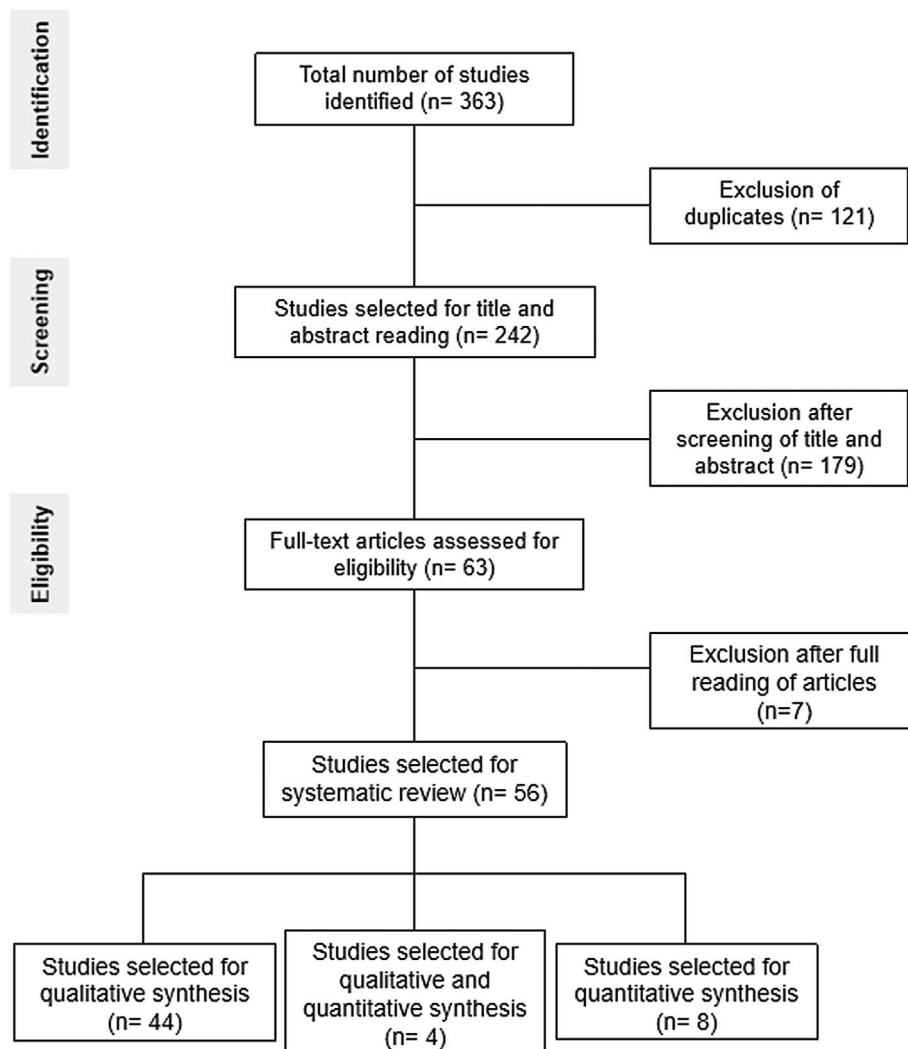 Identification
Total number of studies
identified (n= 363)
Exclusion of
duplicates (n= 121)
Screening
Studies selected for title and
abstract reading (n= 242)
Exclusion after
screening of title and
abstract (n= 179)
Eligibility
Full-text articles assessed for
eligibility (n= 63)
Exclusion after full
reading of articles
(n=7)
Studies selected for
systematic review (n= 56)
Studies selected for
qualitative synthesis
(n= 44)
Studies selected for
qualitative and
quantitative synthesis
(n= 4)
Studies selected for
quantitative synthesis
(n= 8)